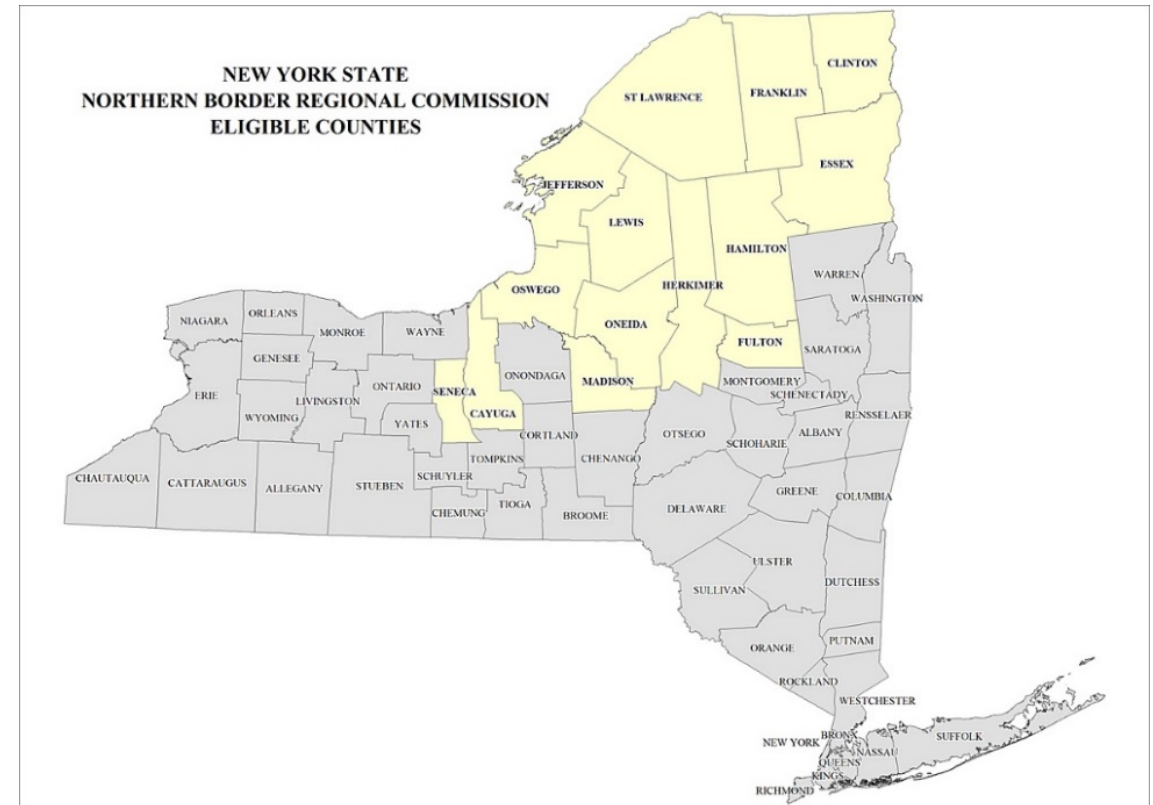 NEW YORK STATE
NORTHERN BORDER REGIONAL COMMISSION
ELIGIBLE COUNTIES
CLINTON
ST LAWRENCE
FRANKLIN
ESSEX
JEFFERSON
LEWIS
HAMILTON
WARREN
HERKIMER
OSWEGO
WASHINGTON
ORLEANS
NIAGARA
MONROE
WAYNE
ONEIDA
FULTON
SARATOGA
GENESEE
ONONDAGA
MADISON
MONTGOMERY
ONTARIO
SENECA
SCHENECTADY
ERIE
LIVINGSTON
CAYUGA
RENSSELAER
WYOMING
YATES
CORTLAND
OTSEGO
SCHOHARIE
ALBANY
TOMPKINS
CHENANGO
CHAUTAUQUA
CATTARAUGUS
ALLEGANY
STUEBEN
SCHUYLER
GREENE
COLUMBIA
CHEMUNG
TIOGA
BROOME
DELAWARE
ULSTER
DUTCHESS
SULLIVAN
PUTNAM
ORANGE
ROCKLAND
WESTCHESTER
NEW YORK
BRONX
SUFFOLK
NASSAU
QUEENS
KINGS
RICHMOND